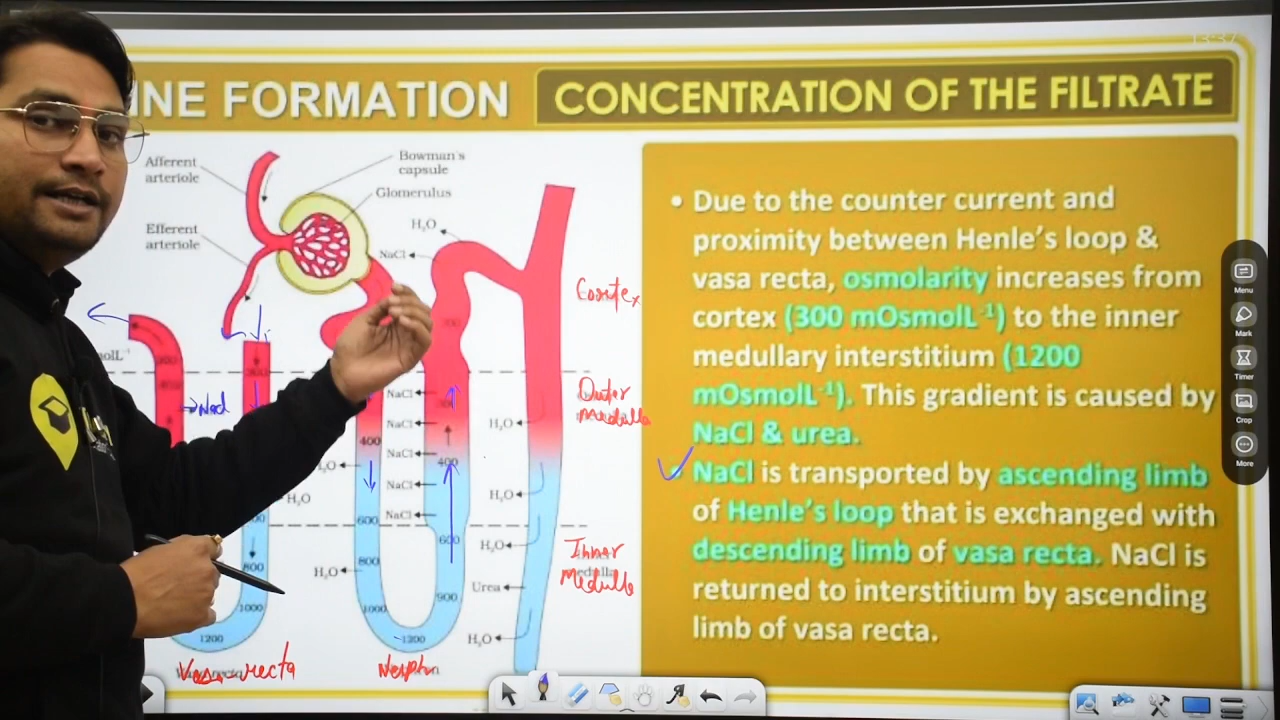 13:37
INE FORMATION
CONCENTRATION OF THE FILTRATE
Afferent
arteriole
Bowman's
capsule
Glomerulus
Efferent
arteriole
H₂O
NaCl
Cortex
Outer
Medulla
NaCl
NaCl
NaCl
NaCl
NaCl
400
400
600
600
800
800
900
1000
1000
1200
1200
H₂O
H₂O
H₂O
H₂O
H₂O
Urea
H₂O
Inner
Medulla
Vasa-recta
• Due to the counter current and
proximity between Henle's loop &
vasa recta, osmolarity increases from
cortex (300 mOsmolL⁻¹) to the inner
medullary interstitium (1200
mOsmolL⁻¹). This gradient is caused by
NaCl & urea.
NaCl is transported by ascending limb
of Henle's loop that is exchanged with
descending limb of vasa recta. NaCl is
returned to interstitium by ascending
limb of vasa recta.
Menu
Mark
Timer
Crop
More